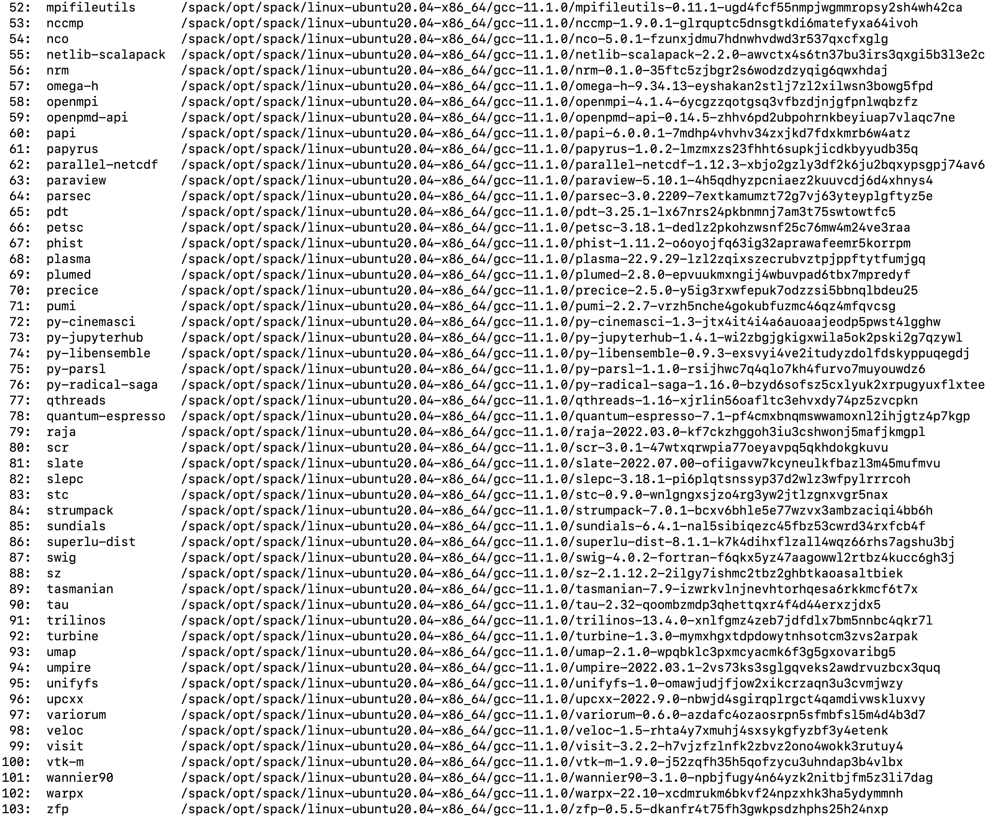 52: mpifileutils /spack/opt/spack/linux-ubuntu20.04-x86_64/gcc-11.1.0/mpifileutils-0.11.1-ugd4fcf55nmpjwgmmropsy2sh4wh42ca
53: nccmp /spack/opt/spack/linux-ubuntu20.04-x86_64/gcc-11.1.0/nccmp-1.9.0.1-glrquptc5dnsgtkdi6matefyxa64ivoh
54: nco /spack/opt/spack/linux-ubuntu20.04-x86_64/gcc-11.1.0/nco-5.0.1-fzunxjdmu7hdnwhvdwd3r537qxcfxglg
55: netlib-scalapack /spack/opt/spack/linux-ubuntu20.04-x86_64/gcc-11.1.0/netlib-scalapack-2.2.0-awvctx4s6tn37bu3irs3qxgi5b3l3e2c
56: nrm /spack/opt/spack/linux-ubuntu20.04-x86_64/gcc-11.1.0/nrm-0.1.0-35ftc5zjbgr2s6wodzdzyqig6qwxhdaj
57: omega-h /spack/opt/spack/linux-ubuntu20.04-x86_64/gcc-11.1.0/omega-h-9.34.13-eyshakan2stlj7zl2xilwsn3bowg5fpd
58: openmpi /spack/opt/spack/linux-ubuntu20.04-x86_64/gcc-11.1.0/openmpi-4.1.4-6ycgzzqotgsq3vfbzdjnjgfpnlwqbzfz
59: openpmd-api /spack/opt/spack/linux-ubuntu20.04-x86_64/gcc-11.1.0/openpmd-api-0.14.5-zhhv6pd2ubpohrnkbeyiuap7vlaqc7ne
60: papi /spack/opt/spack/linux-ubuntu20.04-x86_64/gcc-11.1.0/papi-6.0.0.1-7mdhp4vhvhv34zxjkd7fdxkmrb6w4atz
61: papyrus /spack/opt/spack/linux-ubuntu20.04-x86_64/gcc-11.1.0/papyrus-1.0.2-lmzmxzs23fhht6supkjicdkbyyudb35q
62: parallel-netcdf /spack/opt/spack/linux-ubuntu20.04-x86_64/gcc-11.1.0/parallel-netcdf-1.12.3-xbjo2gzly3df2k6ju2bqxypsgpj74av6
63: paraview /spack/opt/spack/linux-ubuntu20.04-x86_64/gcc-11.1.0/paraview-5.10.1-4h5qdhyzpcniaez2kuuvcdj6d4xhnys4
64: parsec /spack/opt/spack/linux-ubuntu20.04-x86_64/gcc-11.1.0/parsec-3.0.2209-7extkamumzt72g7vj63yteyplgftyz5e
65: pdt /spack/opt/spack/linux-ubuntu20.04-x86_64/gcc-11.1.0/pdt-3.25.1-lx67nrs24pkbnmnj7am3t75swtowtfc5
66: petsc /spack/opt/spack/linux-ubuntu20.04-x86_64/gcc-11.1.0/petsc-3.18.1-dedlz2pkohzwsnf25c76mw4m24ve3raa
67: phist /spack/opt/spack/linux-ubuntu20.04-x86_64/gcc-11.1.0/phist-1.11.2-o6oyojfq63ig32aprawafeemr5korrpm
68: plasma /spack/opt/spack/linux-ubuntu20.04-x86_64/gcc-11.1.0/plasma-22.9.29-lzl2zqixszecrubvztpjppftytfumjgq
69: plumed /spack/opt/spack/linux-ubuntu20.04-x86_64/gcc-11.1.0/plumed-2.8.0-epvuukmxngij4wbuvpad6tbx7mpredyf
70: precice /spack/opt/spack/linux-ubuntu20.04-x86_64/gcc-11.1.0/precice-2.5.0-y5ig3rxwfepuk7odzzsi5bbnqlbdeu25
71: pumi /spack/opt/spack/linux-ubuntu20.04-x86_64/gcc-11.1.0/pumi-2.2.7-vrzh5nche4gokubfuzmc46qz4mfqvcsg
72: py-cinemasci /spack/opt/spack/linux-ubuntu20.04-x86_64/gcc-11.1.0/py-cinemasci-1.3-jtx4it4i4a6auoaajeodp5pwst4lgghw
73: py-jupyterhub /spack/opt/spack/linux-ubuntu20.04-x86_64/gcc-11.1.0/py-jupyterhub-1.4.1-wi2zbgjgkigxwila5ok2pski2g7qzywl
74: py-libensemble /spack/opt/spack/linux-ubuntu20.04-x86_64/gcc-11.1.0/py-libensemble-0.9.3-exsvyi4ve2itudyzdolfdskyppuqegdj
75: py-parsl /spack/opt/spack/linux-ubuntu20.04-x86_64/gcc-11.1.0/py-parsl-1.1.0-rsijhwc7q4qlo7kh4furvo7muyouwdz6
76: py-radical-saga /spack/opt/spack/linux-ubuntu20.04-x86_64/gcc-11.1.0/py-radical-saga-1.16.0-bzyd6sofsz5cxlyuk2xrpugyuxflxtee
77: qthreads /spack/opt/spack/linux-ubuntu20.04-x86_64/gcc-11.1.0/qthreads-1.16-xjrlin56oafltc3ehvxdy74pz5zvcpkn
78: quantum-espresso /spack/opt/spack/linux-ubuntu20.04-x86_64/gcc-11.1.0/quantum-espresso-7.1-pf4cmxbnqmswwamoxnl2ihjgtz4p7kgp
79: raja /spack/opt/spack/linux-ubuntu20.04-x86_64/gcc-11.1.0/raja-2022.03.0-kf7ckzhggoh3iu3cshwonj5mafjkmgpl
80: scr /spack/opt/spack/linux-ubuntu20.04-x86_64/gcc-11.1.0/scr-3.0.1-47wtxqrwpia77oeyavpq5qkhdokgkuvu
81: slate /spack/opt/spack/linux-ubuntu20.04-x86_64/gcc-11.1.0/slate-2022.07.00-ofiigavw7kcyneulkfbazl3m45mufmvu
82: slepc /spack/opt/spack/linux-ubuntu20.04-x86_64/gcc-11.1.0/slepc-3.18.1-pi6plqtsnssyp37d2wlz3wfpylrrrcoh
83: stc /spack/opt/spack/linux-ubuntu20.04-x86_64/gcc-11.1.0/stc-0.9.0-wnlgngxsjzo4rg3yw2jtlzgnxvgr5nax
84: strumpack /spack/opt/spack/linux-ubuntu20.04-x86_64/gcc-11.1.0/strumpack-7.0.1-bcxv6bhle5e77wzvx3ambzaciqi4bb6h
85: sundials /spack/opt/spack/linux-ubuntu20.04-x86_64/gcc-11.1.0/sundials-6.4.1-nal5sibiqezc45fbz53cwrd34rxfcb4f
86: superlu-dist /spack/opt/spack/linux-ubuntu20.04-x86_64/gcc-11.1.0/superlu-dist-8.1.1-k7k4dihxflzall4wqz66rhs7agshu3bj
87: swig /spack/opt/spack/linux-ubuntu20.04-x86_64/gcc-11.1.0/swig-4.0.2-fortran-f6qkx5yz47aagowwl2rtbz4kucc6gh3j
88: sz /spack/opt/spack/linux-ubuntu20.04-x86_64/gcc-11.1.0/sz-2.1.12.2-2ilgy7ishmc2tbz2ghbtkaoasaltbiek
89: tasmanian /spack/opt/spack/linux-ubuntu20.04-x86_64/gcc-11.1.0/tasmanian-7.9-izwrkvlnjnevhtorhqesa6rkkmcf6t7x
90: tau /spack/opt/spack/linux-ubuntu20.04-x86_64/gcc-11.1.0/tau-2.32-qoombzmdp3qhettqxr4f4d44erxzjdx5
91: trilinos /spack/opt/spack/linux-ubuntu20.04-x86_64/gcc-11.1.0/trilinos-13.4.0-xnlfgmz4zeb7jdfdlx7bm5nnbc4qkr7l
92: turbine /spack/opt/spack/linux-ubuntu20.04-x86_64/gcc-11.1.0/turbine-1.3.0-mymxhgxtdpdowytnhsotcm3zvs2arpak
93: umap /spack/opt/spack/linux-ubuntu20.04-x86_64/gcc-11.1.0/umap-2.1.0-wpqbklc3pxmcyacmk6f3g5gxovaribg5
94: umpire /spack/opt/spack/linux-ubuntu20.04-x86_64/gcc-11.1.0/umpire-2022.03.1-2vs73ks3sglgqveks2awdrvuzbcx3quq
95: unifyfs /spack/opt/spack/linux-ubuntu20.04-x86_64/gcc-11.1.0/unifyfs-1.0-omawjudjfjow2xikcrzaqn3u3cvmjwzy
96: upcxx /spack/opt/spack/linux-ubuntu20.04-x86_64/gcc-11.1.0/upcxx-2022.9.0-nbwjd4sgirqplrgct4qamdivwskluxvy
97: variorum /spack/opt/spack/linux-ubuntu20.04-x86_64/gcc-11.1.0/variorum-0.6.0-azdafc4ozaosrpn5sfmbfsl5m4d4b3d7
98: veloc /spack/opt/spack/linux-ubuntu20.04-x86_64/gcc-11.1.0/veloc-1.5-rhta4y7xmuhj4sxsykgfyzbf3y4etenk
99: visit /spack/opt/spack/linux-ubuntu20.04-x86_64/gcc-11.1.0/visit-3.2.2-h7vjzfzlnfk2zbvz2ono4wokk3rutuy4
100: vtk-m /spack/opt/spack/linux-ubuntu20.04-x86_64/gcc-11.1.0/vtk-m-1.9.0-j52zqfh35h5qofzycu3uhndap3b4vlbx
101: wannier90 /spack/opt/spack/linux-ubuntu20.04-x86_64/gcc-11.1.0/wannier90-3.1.0-npbjfugy4n64yzk2nitbjfm5z3li7dag
102: warpx /spack/opt/spack/linux-ubuntu20.04-x86_64/gcc-11.1.0/warpx-22.10-xcdmrukm6bkvf24npzxhk3ha5ydymmnh
103: zfp /spack/opt/spack/linux-ubuntu20.04-x86_64/gcc-11.1.0/zfp-0.5.5-dkanfr4t75fh3gwkpsdzhphs25h24nxp